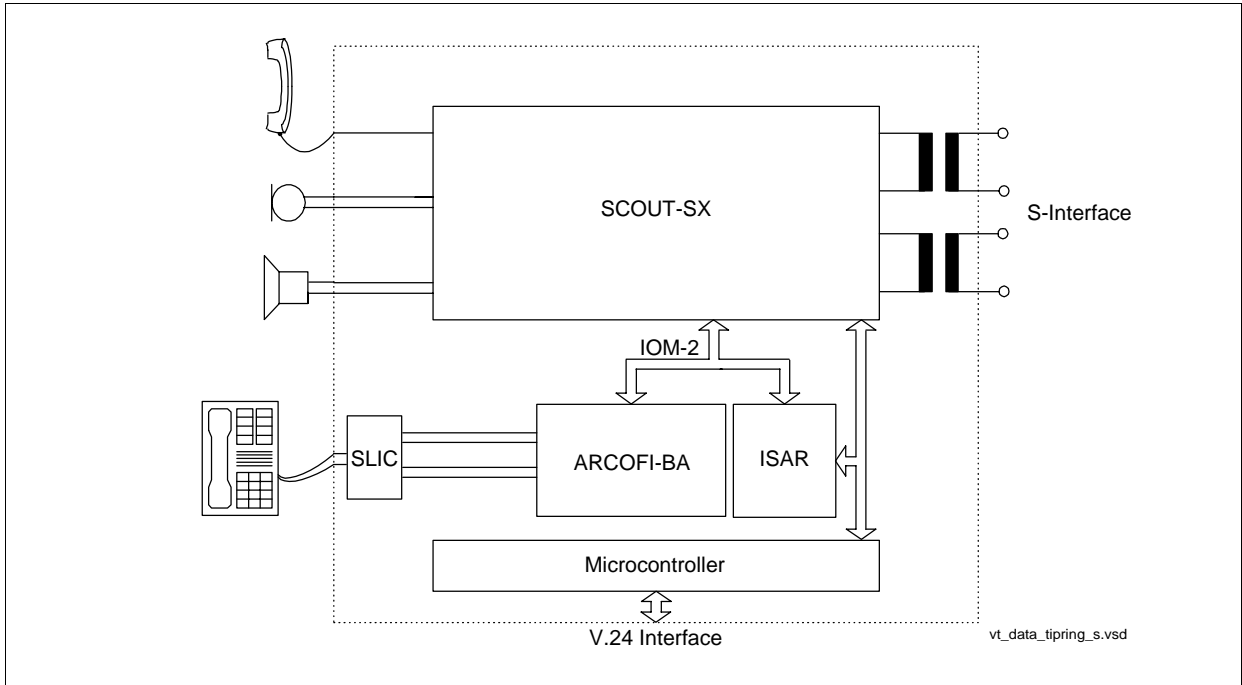 SCOUT-SX
S-Interface
IOM-2
SLIC
ARCOFI-BA
ISAR
Microcontroller
V.24 Interface
vt_data_tipring_s.vsd